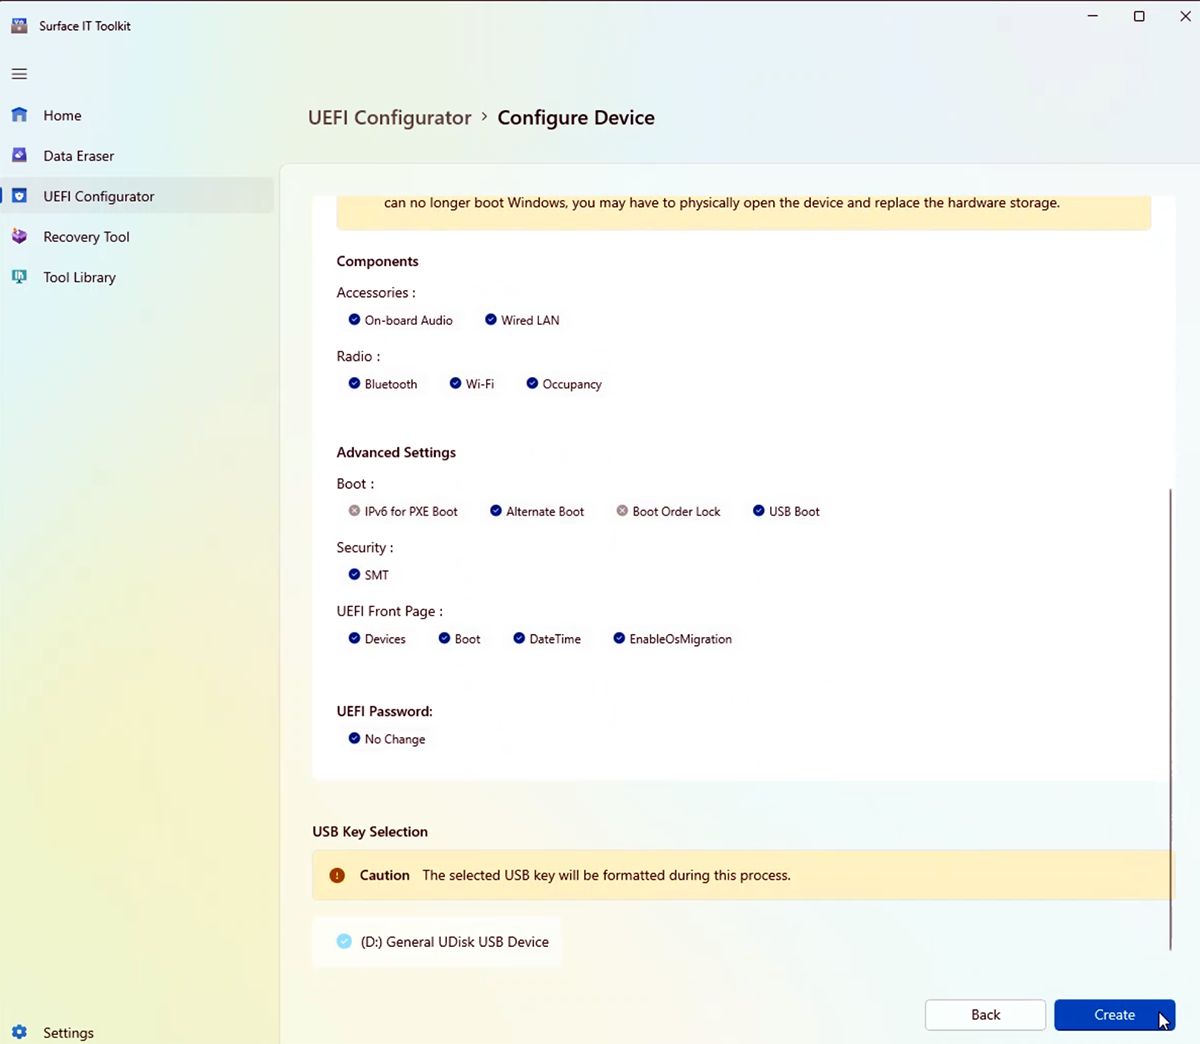 Surface IT Toolkit
Home
Data Eraser
UEFI Configurator
Recovery Tool
Tool Library
Settings
UEFI Configurator > Configure Device
can no longer boot Windows, you may have to physically open the device and replace the hardware storage.
Components
Accessories :
On-board Audio Wired LAN
Radio :
Bluetooth Wi-Fi Occupancy
Advanced Settings
Boot :
IPv6 for PXE Boot Alternate Boot Boot Order Lock USB Boot
Security :
SMT
UEFI Front Page :
Devices Boot DateTime EnableOsMigration
UEFI Password:
No Change
USB Key Selection
Caution The selected USB key will be formatted during this process.
(D:) General UDisk USB Device
Back Create